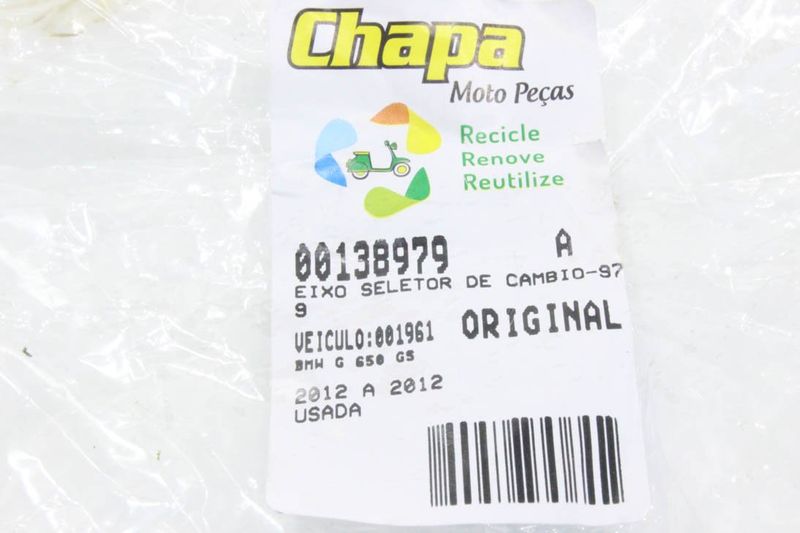 Chapa
Moto Peças
Recicle
Renove
Reutilize
00138979 A
EIXO SELETOR DE CAMBIO-97
9
VEICULO:001961 ORIGINAL
BMW G 650 GS
2012 A 2012
USADA